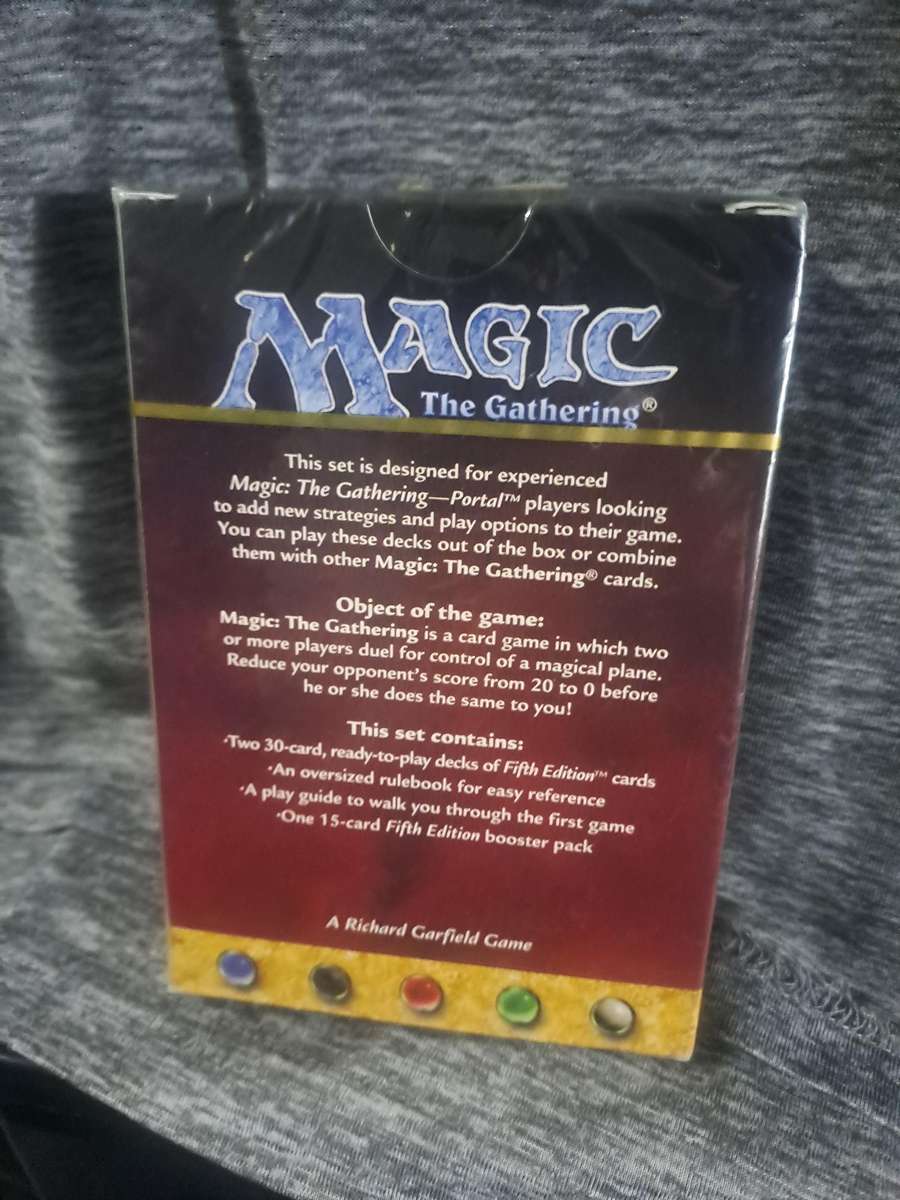 MAGIC
The Gathering®
This set is designed for experienced
Magic: The Gathering—Portal™ players looking
to add new strategies and play options to their game.
You can play these decks out of the box or combine
them with other Magic: The Gathering® cards.
Object of the game:
Magic: The Gathering is a card game in which two
or more players duel for control of a magical plane.
Reduce your opponent's score from 20 to 0 before
he or she does the same to you!
This set contains:
•Two 30-card, ready-to-play decks of Fifth Edition™ cards
•An oversized rulebook for easy reference
•A play guide to walk you through the first game
•One 15-card Fifth Edition booster pack
A Richard Garfield Game